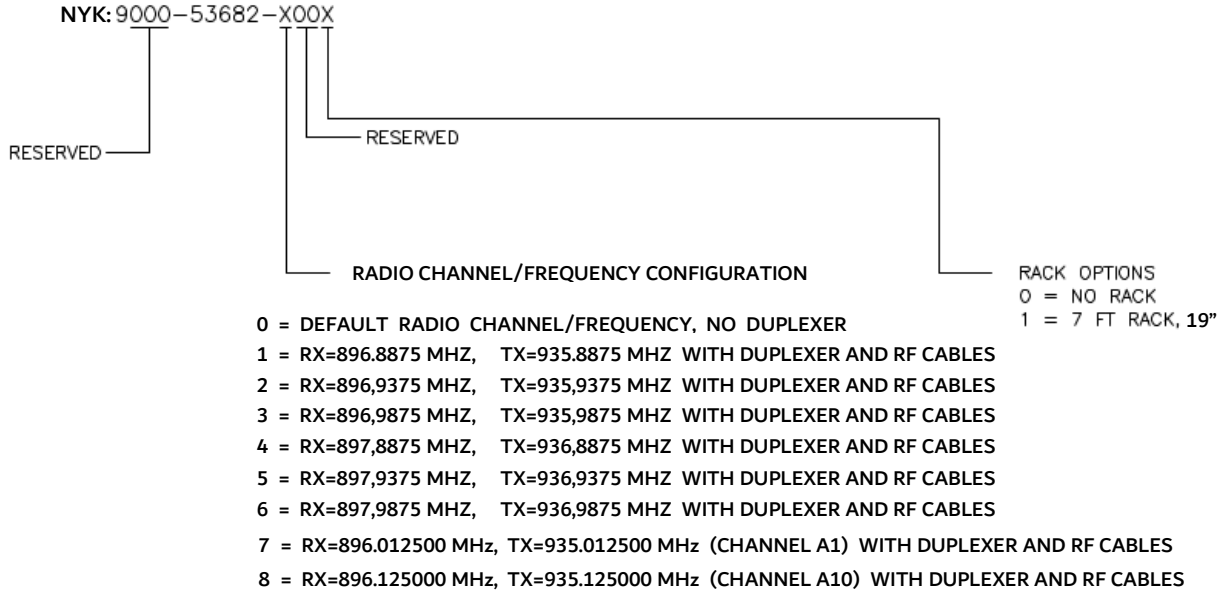 NYK: 9000-53682-X00X
RESERVED
RESERVED
RADIO CHANNEL/FREQUENCY CONFIGURATION
0 = DEFAULT RADIO CHANNEL/FREQUENCY, NO DUPLEXER
1 = RX=896.8875 MHZ, TX=935.8875 MHZ WITH DUPLEXER AND RF CABLES
2 = RX=896,9375 MHZ, TX=935,9375 MHZ WITH DUPLEXER AND RF CABLES
3 = RX=896,9875 MHZ, TX=935,9875 MHZ WITH DUPLEXER AND RF CABLES
4 = RX=897,8875 MHZ, TX=936,8875 MHZ WITH DUPLEXER AND RF CABLES
5 = RX=897,9375 MHZ, TX=936,9375 MHZ WITH DUPLEXER AND RF CABLES
6 = RX=897,9875 MHZ, TX=936,9875 MHZ WITH DUPLEXER AND RF CABLES
7 = RX=896.012500 MHz, TX=935.012500 MHz (CHANNEL A1) WITH DUPLEXER AND RF CABLES
8 = RX=896.125000 MHz, TX=935.125000 MHz (CHANNEL A10) WITH DUPLEXER AND RF CABLES
RACK OPTIONS
0 = NO RACK
1 = 7 FT RACK, 19”